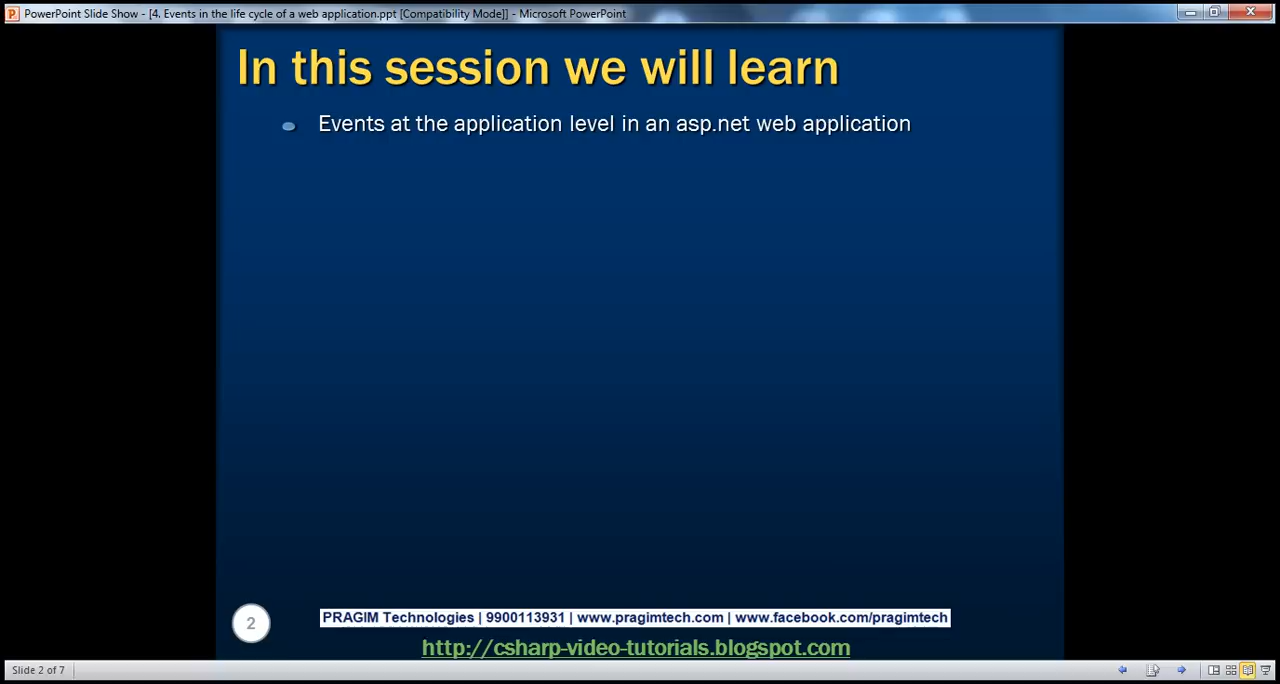 PowerPoint Slide Show - [4. Events in the life cycle of a web application.ppt [Compatibility Mode]] - Microsoft PowerPoint
In this session we will learn
Events at the application level in an asp.net web application
2
PRAGIM Technologies | 9900113931 | www.pragimtech.com | www.facebook.com/pragimtech
http://csharp-video-tutorials.blogspot.com
Slide 2 of 7